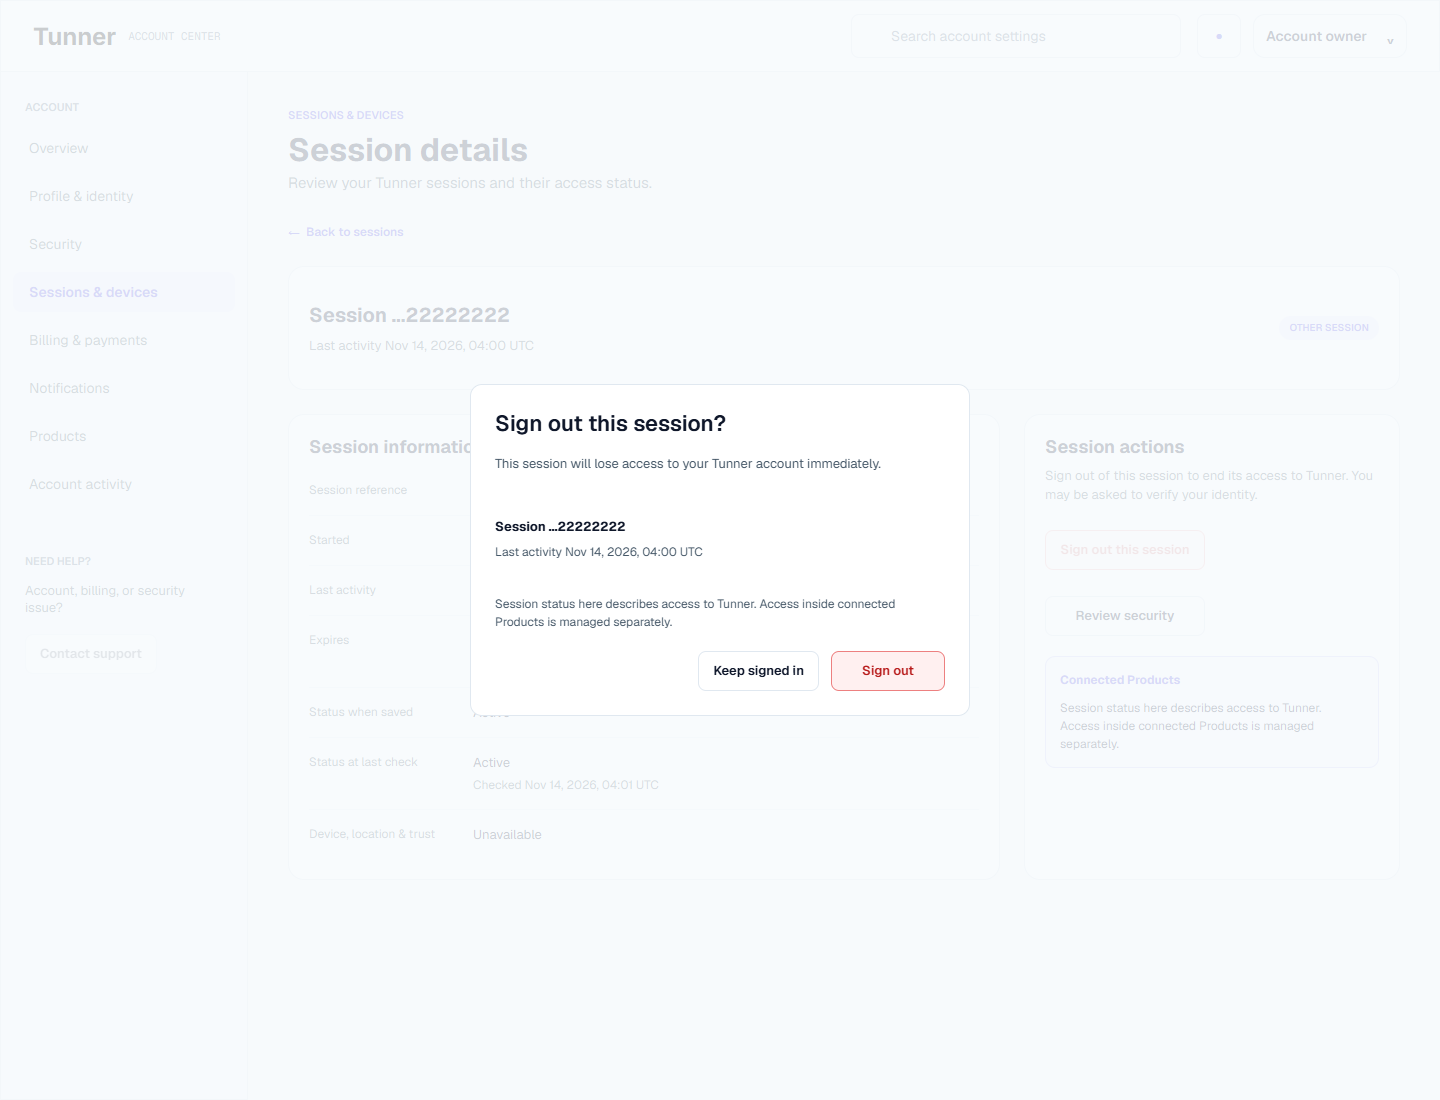 Tunner ACCOUNT CENTER
Search account settings
Account owner
ACCOUNT
Overview
Profile & identity
Security
Sessions & devices
Billing & payments
Notifications
Products
Account activity
NEED HELP?
Account, billing, or security
issue?
Contact support
SESSIONS & DEVICES
Session details
Review your Tunner sessions and their access status.
← Back to sessions
Session …22222222
Last activity Nov 14, 2026, 04:00 UTC
OTHER SESSION
Session informatio
Session reference
Started
Last activity
Expires
Status when saved
Status at last check
Active
Checked Nov 14, 2026, 04:01 UTC
Device, location & trust
Unavailable
Sign out this session?
This session will lose access to your Tunner account immediately.
Session …22222222
Last activity Nov 14, 2026, 04:00 UTC
Session status here describes access to Tunner. Access inside connected
Products is managed separately.
Keep signed in
Sign out
Session actions
Sign out of this session to end its access to Tunner. You
may be asked to verify your identity.
Sign out this session
Review security
Connected Products
Session status here describes access to Tunner.
Access inside connected Products is managed
separately.